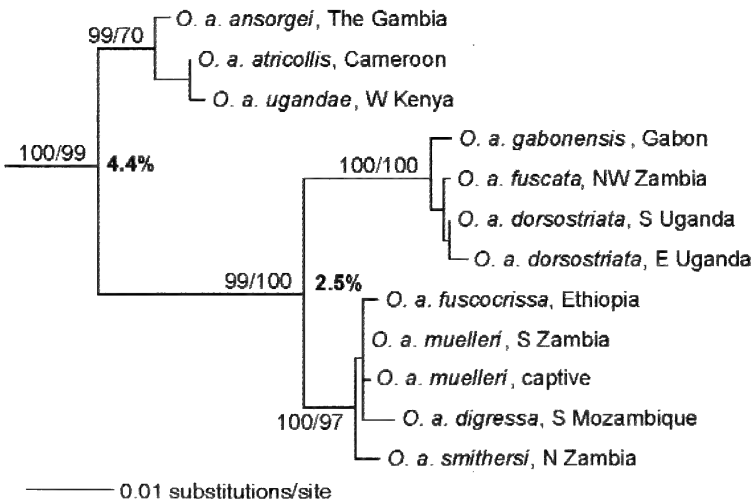 O. a. ansorgei, The Gambia
99/70
O. a. atricollis, Cameroon
O. a. ugandae, W Kenya
100/99
4.4%
O. a. gabonensis , Gabon
100/100
O. a. fuscata, NW Zambia
O. a. dorsostriata, S Uganda
O. a. dorsostriata, E Uganda
99/100
2.5%
O. a. fuscocrissa, Ethiopia
O. a. muelleri, S Zambia
O. a. muelleri, captive
O. a. digressa, S Mozambique
100/97
O. a. smithersi, N Zambia
0.01 substitutions/site